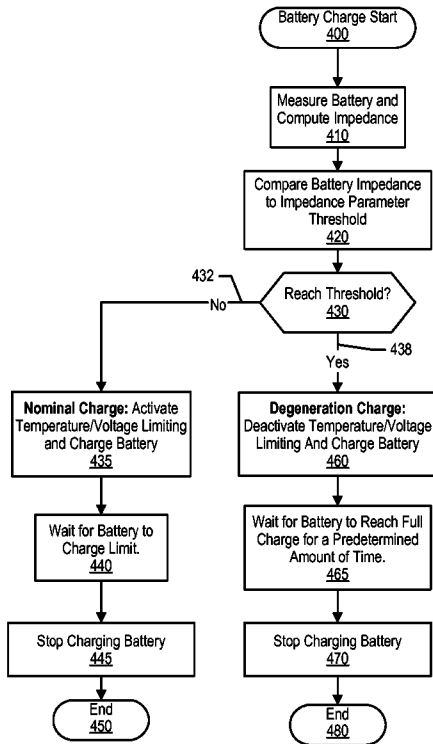 Battery Charge Start
400
Measure Battery and
Compute Impedance
410
Compare Battery Impedance
to Impedance Parameter
Threshold
420
432
Reach Threshold?
430
No
438
Yes
Nominal Charge: Activate
Temperature/Voltage Limiting
and Charge Battery
435
Degeneration Charge:
Deactivate Temperature/Voltage
Limiting And Charge Battery
460
Wait for Battery to
Charge Limit.
440
Wait for Battery to Reach Full
Charge for a Predetermined
Amount of Time.
465
Stop Charging Battery
445
Stop Charging Battery
470
End
450
End
480